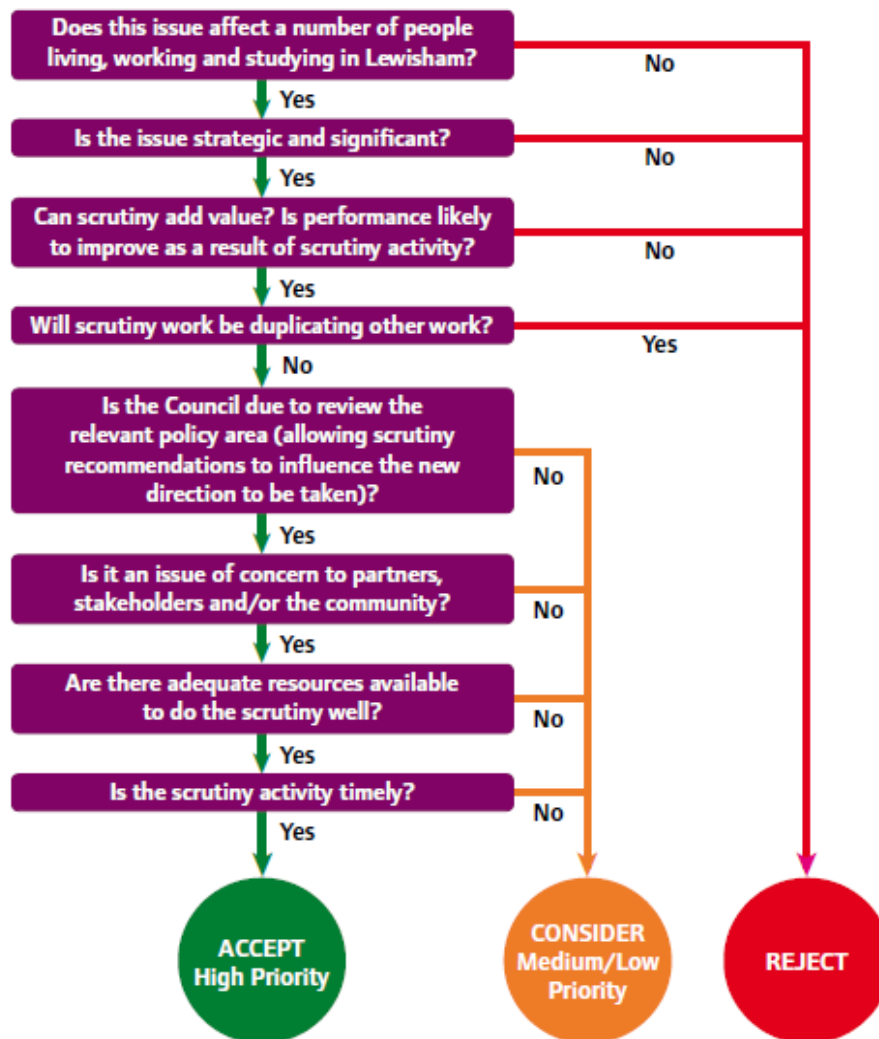 Does this issue affect a number of people
living, working and studying in Lewisham?
No
Yes
Is the issue strategic and significant?
No
Yes
Can scrutiny add value? Is performance likely
to improve as a result of scrutiny activity?
No
Yes
Will scrutiny work be duplicating other work?
Yes
No
Is the Council due to review the
relevant policy area (allowing scrutiny
recommendations to influence the new
direction to be taken)?
No
Yes
Is it an issue of concern to partners,
stakeholders and/or the community?
No
Yes
Are there adequate resources available
to do the scrutiny well?
No
Yes
Is the scrutiny activity timely?
No
Yes
ACCEPT
High Priority
CONSIDER
Medium/Low
Priority
REJECT